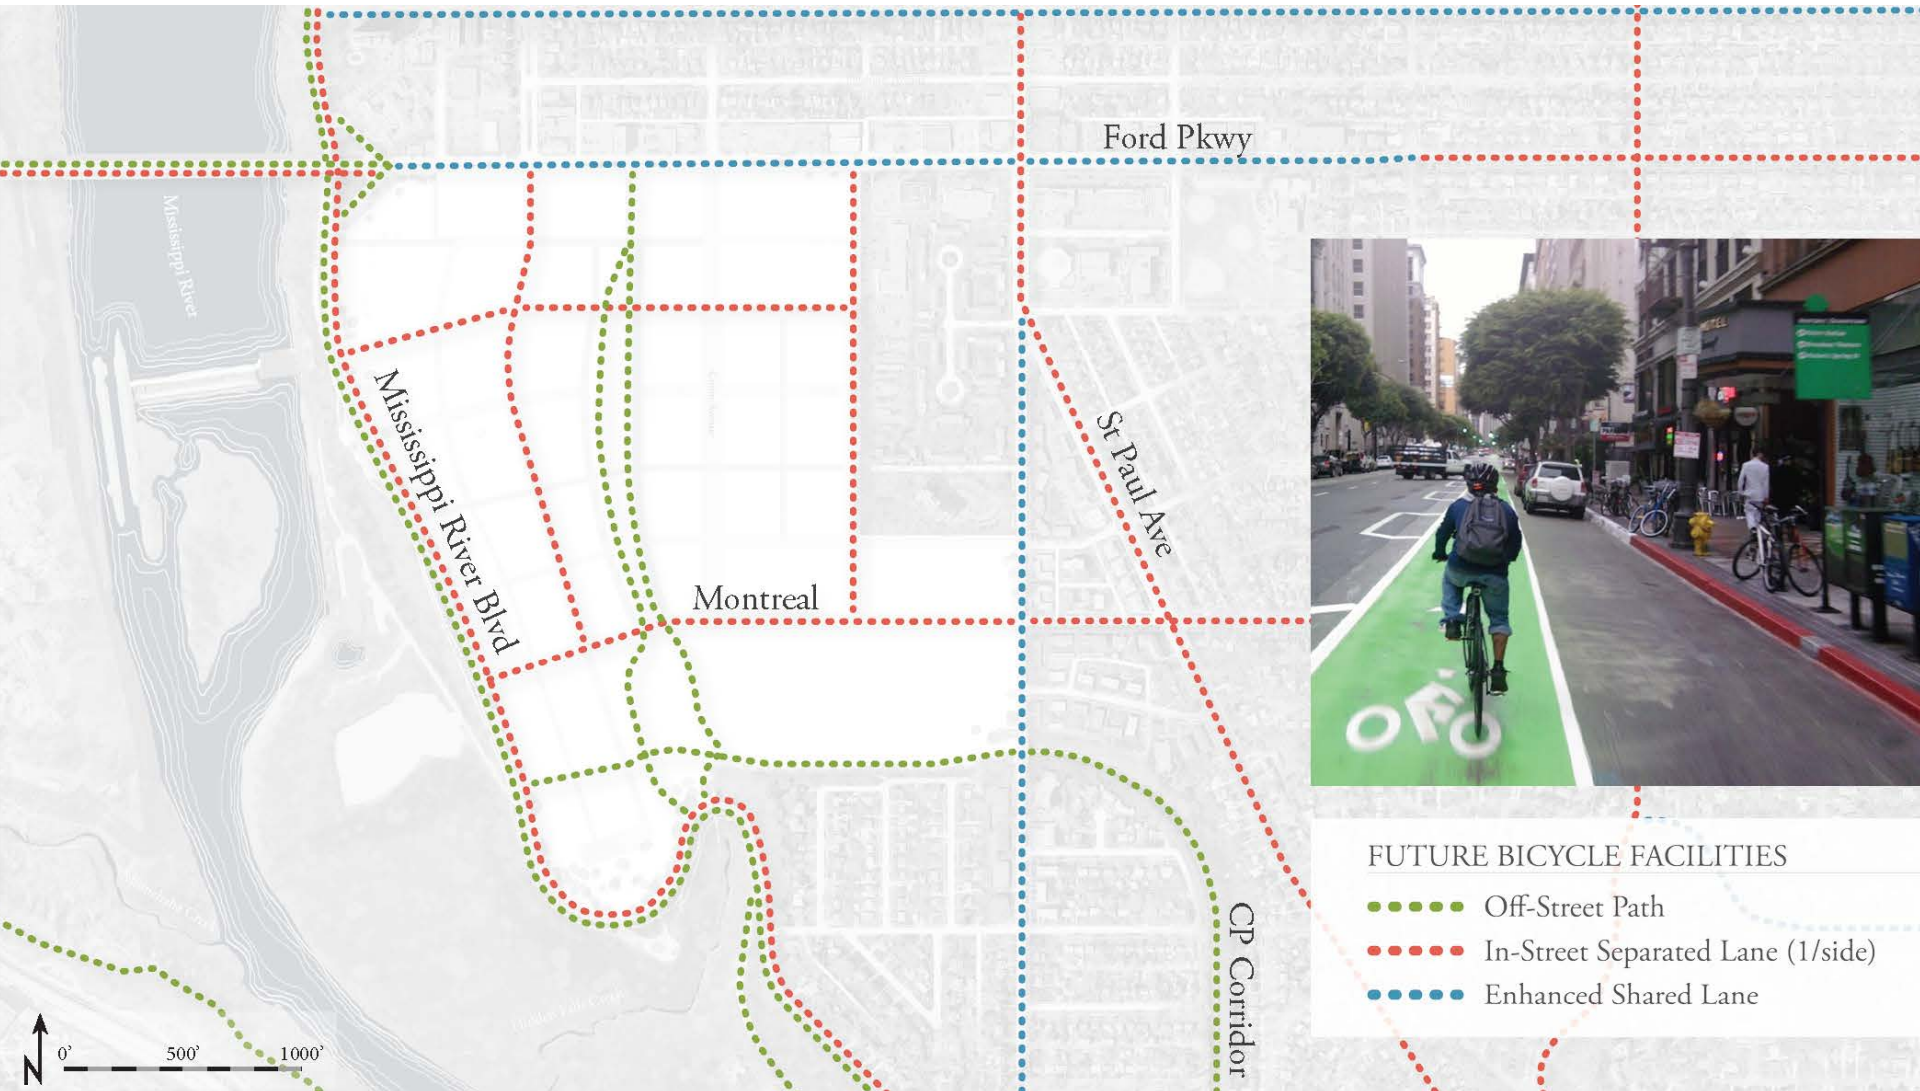 Ford Pkwy
Mississippi River
Mississippi River Blvd
St Paul Ave
Montreal
CP Corridor
FUTURE BICYCLE FACILITIES
Off-Street Path
In-Street Separated Lane (1/side)
Enhanced Shared Lane
N
0' 500' 1000'